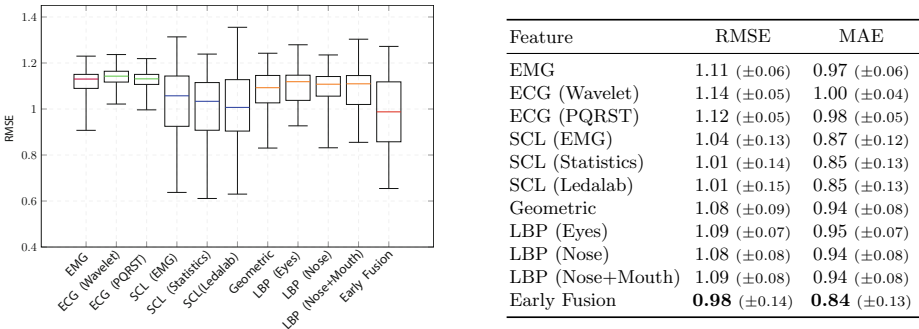 1.4
1.2
1
0.8
0.6
0.4
RMSE
EMG
ECG (Wavelet)
ECG (PQRST)
SCL (EMG)
SCL (Statistics)
SCL(Ledalab)
Geometric
LBP (Eyes)
LBP (Nose)
LBP (Nose+Mouth)
Early Fusion
Feature RMSE MAE
EMG 1.11 (±0.06) 0.97 (±0.06)
ECG (Wavelet) 1.14 (±0.05) 1.00 (±0.04)
ECG (PQRST) 1.12 (±0.05) 0.98 (±0.05)
SCL (EMG) 1.04 (±0.13) 0.87 (±0.12)
SCL (Statistics) 1.01 (±0.14) 0.85 (±0.13)
SCL (Ledalab) 1.01 (±0.15) 0.85 (±0.13)
Geometric 1.08 (±0.09) 0.94 (±0.08)
LBP (Eyes) 1.09 (±0.07) 0.95 (±0.07)
LBP (Nose) 1.08 (±0.08) 0.94 (±0.08)
LBP (Nose+Mouth) 1.09 (±0.08) 0.94 (±0.08)
Early Fusion 0.98 (±0.14) 0.84 (±0.13)